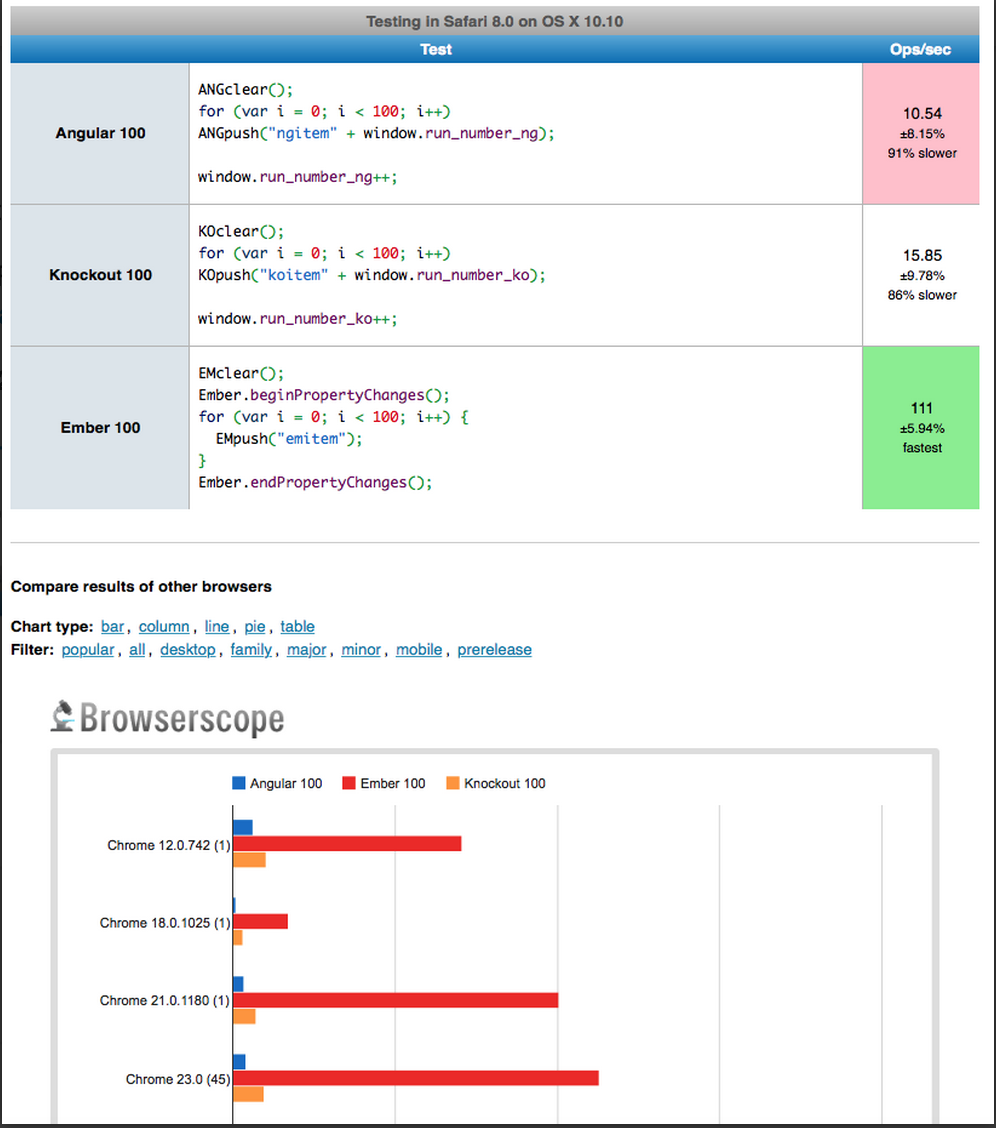 Testing in Safari 8.0 on OS X 10.10
Test Ops/sec
Angular 100
ANGclear();
for (var i = 0; i < 100; i++)
ANGpush("ngitem" + window.run_number_ng);
window.run_number_ng++;
10.54
±8.15%
91% slower
Knockout 100
KOclear();
for (var i = 0; i < 100; i++)
KOpush("koitem" + window.run_number_ko);
window.run_number_ko++;
15.85
±9.78%
86% slower
Ember 100
EMclear();
Ember.beginPropertyChanges();
for (var i = 0; i < 100; i++) {
  EMpush("emitem");
}
Ember.endPropertyChanges();
111
±5.94%
fastest
Compare results of other browsers
Chart type: bar, column, line, pie, table
Filter: popular, all, desktop, family, major, minor, mobile, prerelease
Browserscope
Angular 100 Ember 100 Knockout 100
Chrome 12.0.742 (1)
Chrome 18.0.1025 (1)
Chrome 21.0.1180 (1)
Chrome 23.0 (45)